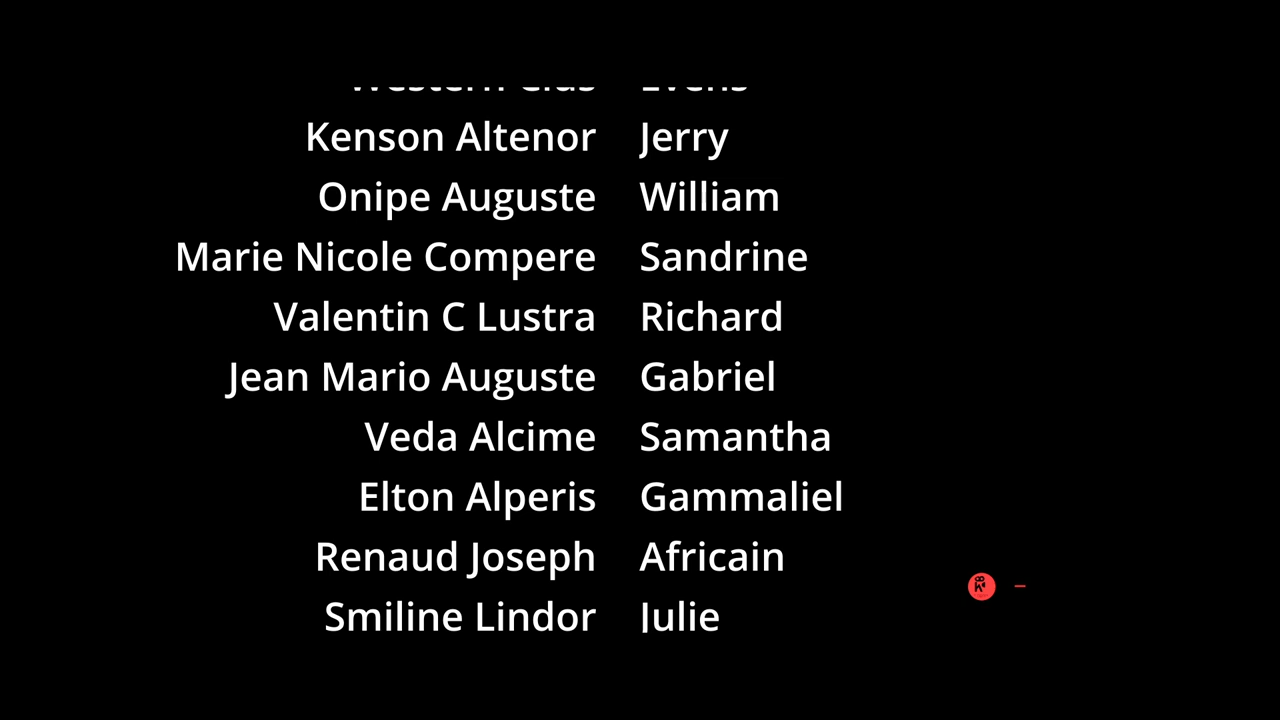 Evens
Kenson Altenor Jerry
Onipe Auguste William
Marie Nicole Compere Sandrine
Valentin C Lustra Richard
Jean Mario Auguste Gabriel
Veda Alcime Samantha
Elton Alperis Gammaliel
Renaud Joseph Africain
Smiline Lindor Julie